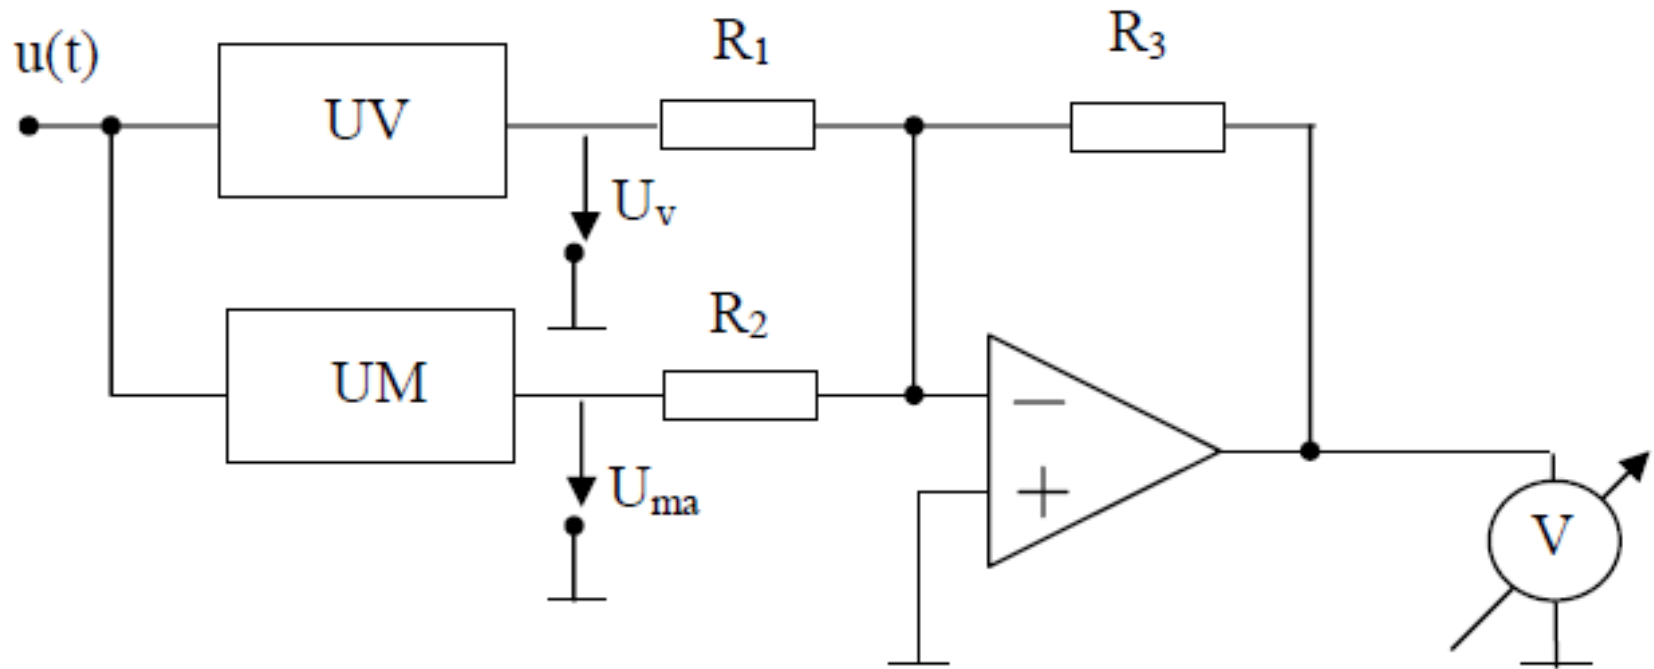 u(t)
UV
R₁
R₃
Uᵥ
UM
R₂
Uₘₐ
−
+
V